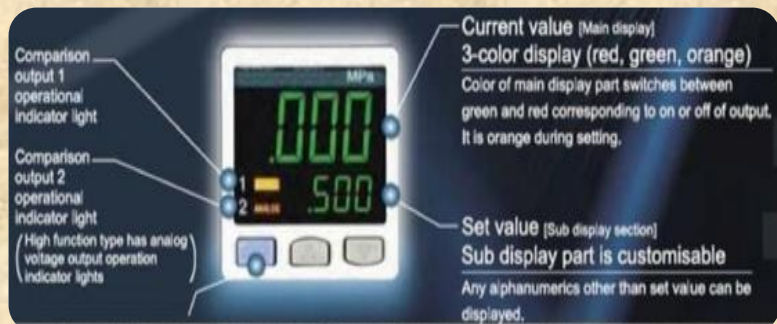 Comparison
output 1
operational
indicator light
Comparison
output 2
operational
indicator light
(High function type has analog
voltage output operation
indicator lights)
MPa
.000
1
2 ANALOG
.500
Current value [Main display]
3-color display (red, green, orange)
Color of main display part switches between
green and red corresponding to on or off of output.
It is orange during setting.
Set value [Sub display section]
Sub display part is customisable
Any alphanumerics other than set value can be
displayed.